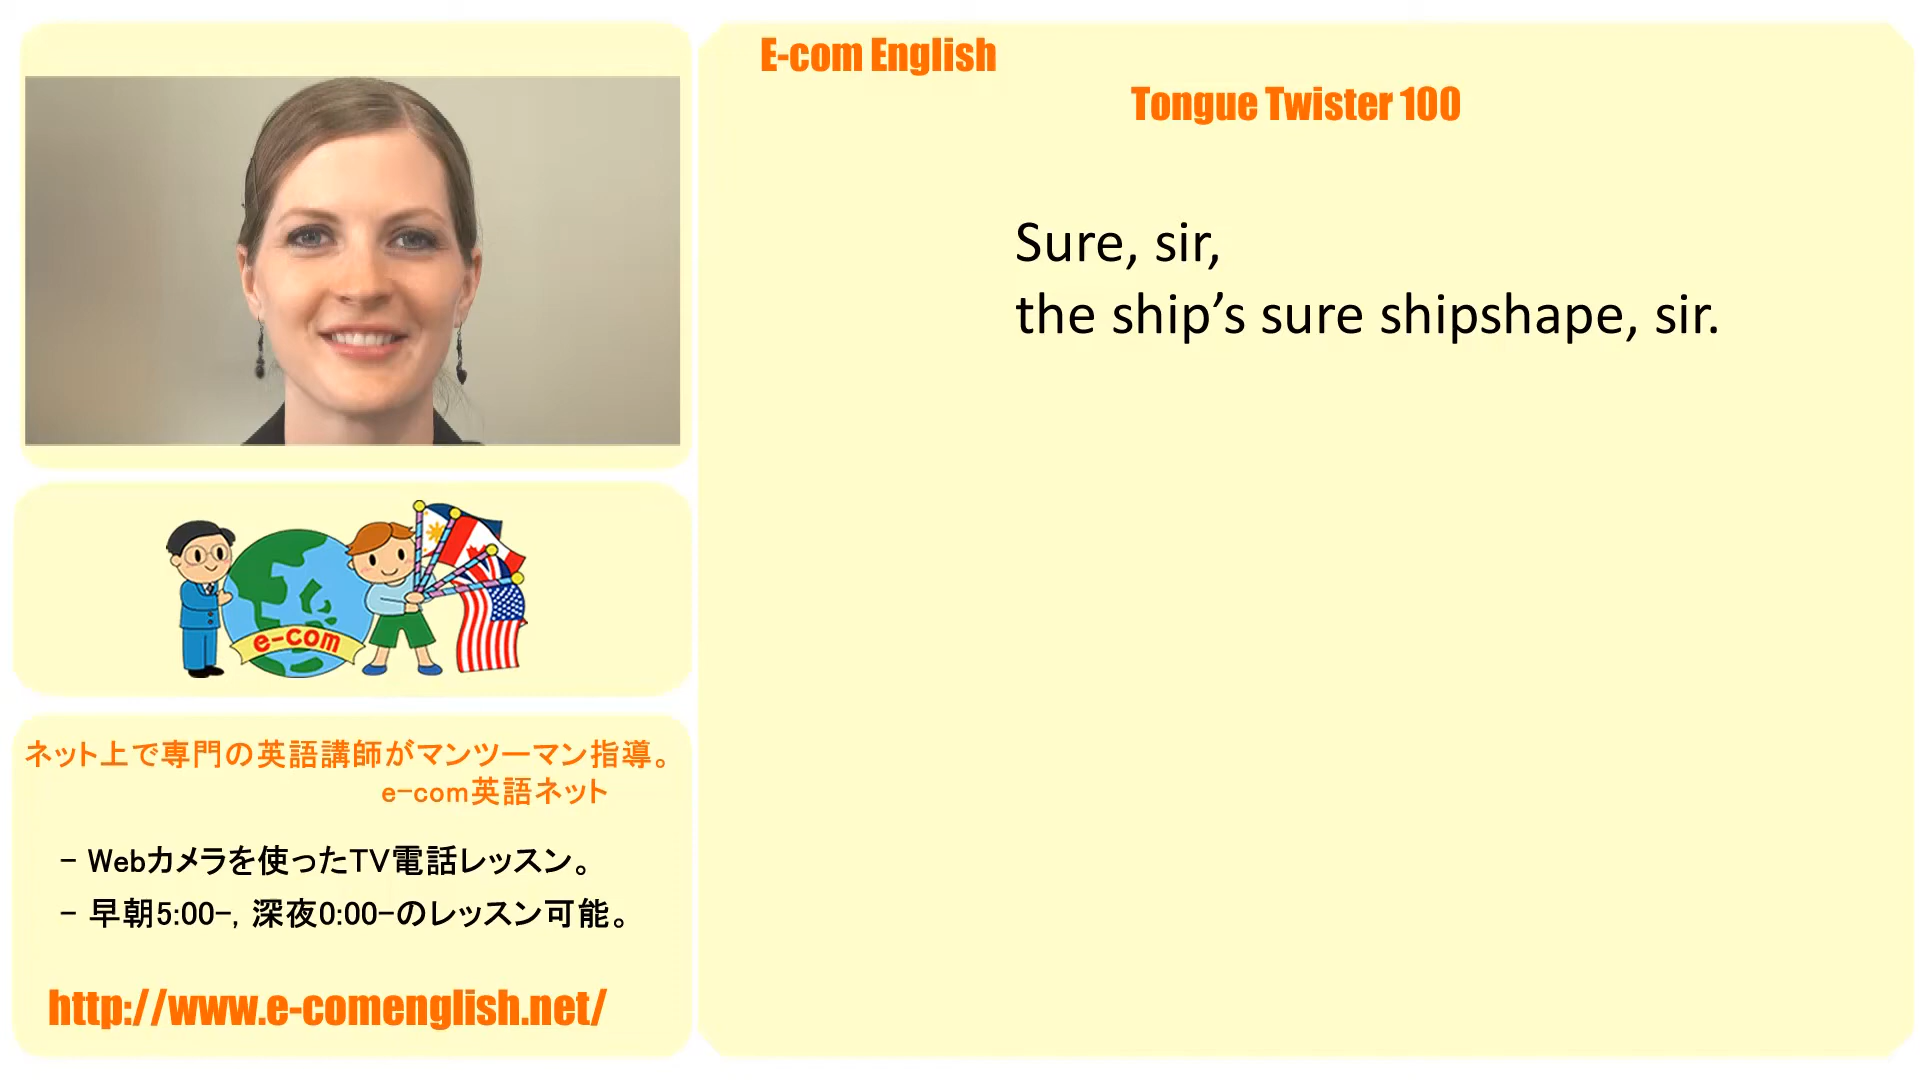 E-com English
Tongue Twister 100
Sure, sir,
the ship’s sure shipshape, sir.
e-com
ネット上で専門の英語講師がマンツーマン指導。
e-com英語ネット
- Webカメラを使ったTV電話レッスン。
- 早朝5:00-, 深夜0:00-のレッスン可能。
http://www.e-comenglish.net/